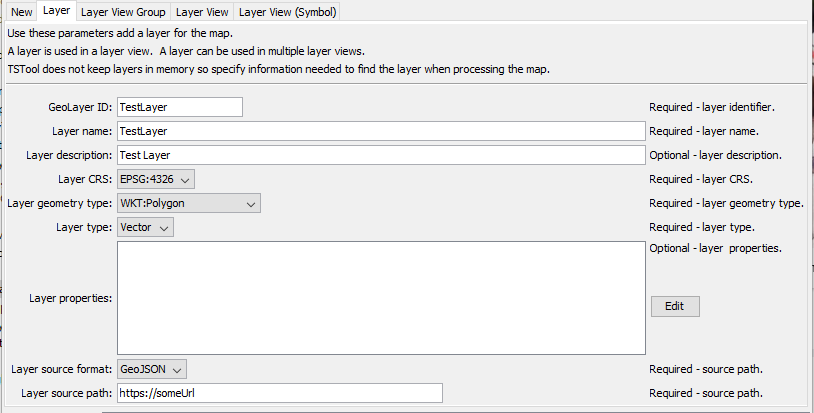 New Layer Layer View Group Layer View Layer View (Symbol)
Use these parameters add a layer for the map.
A layer is used in a layer view.  A layer can be used in multiple layer views.
TSTool does not keep layers in memory so specify information needed to find the layer when processing the map.
GeoLayer ID: TestLayer Required - layer identifier.
Layer name: TestLayer Required - layer name.
Layer description: Test Layer Optional - layer description.
Layer CRS: EPSG:4326 Required - layer CRS.
Layer geometry type: WKT:Polygon Required - layer geometry type.
Layer type: Vector Required - layer type.
Optional - layer  properties.
Layer properties: Edit
Layer source format: GeoJSON Required - source path.
Layer source path: https://someUrl Required - source path.